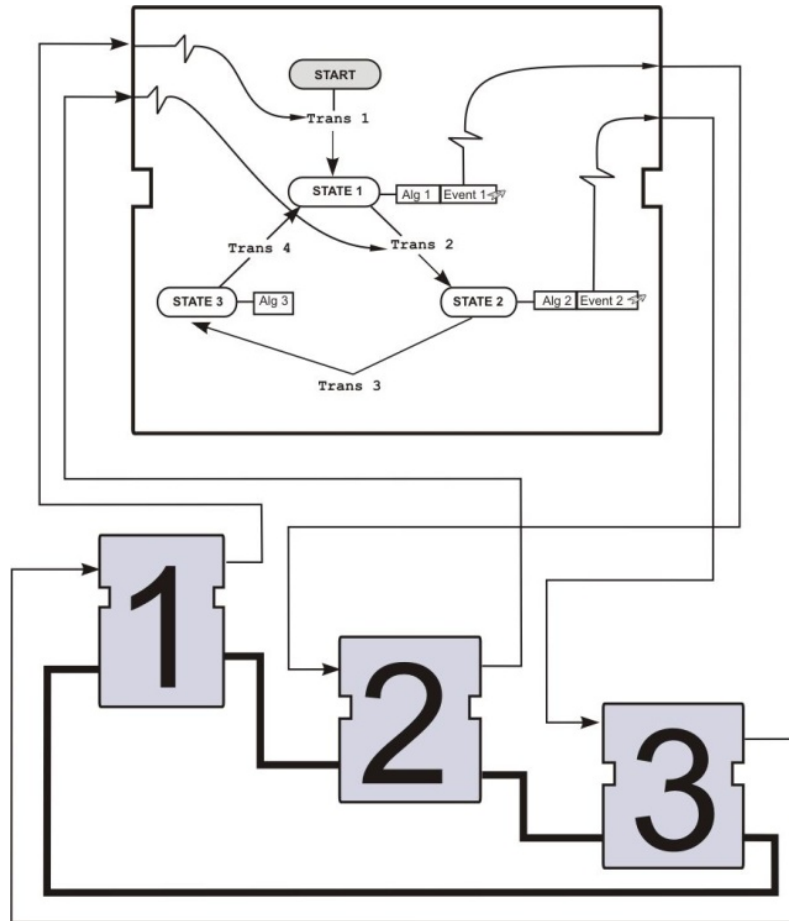 START
Trans 1
STATE 1
Alg 1
Event 1
Trans 4
Trans 2
STATE 3
Alg 3
STATE 2
Alg 2
Event 2
Trans 3
1
2
3